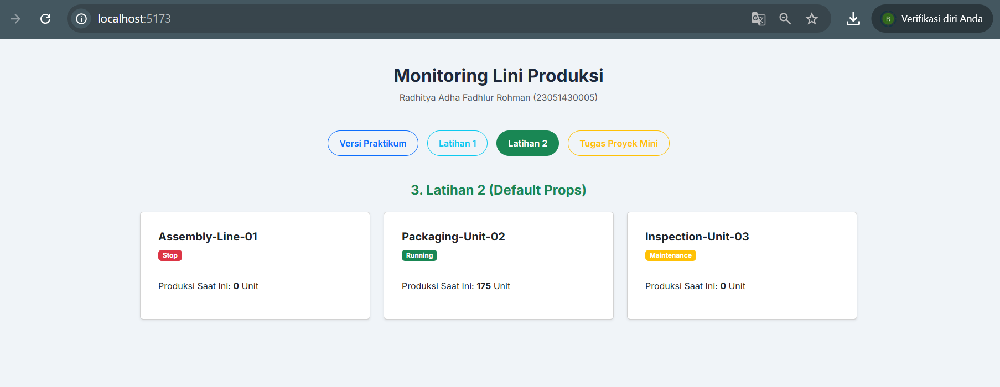 localhost:5173
R Verifikasi diri Anda
Monitoring Lini Produksi
Radhitya Adha Fadhlur Rohman (23051430005)
Versi Praktikum
Latihan 1
Latihan 2
Tugas Proyek Mini
3. Latihan 2 (Default Props)
Assembly-Line-01
Stop
Produksi Saat Ini: 0 Unit
Packaging-Unit-02
Running
Produksi Saat Ini: 175 Unit
Inspection-Unit-03
Maintenance
Produksi Saat Ini: 0 Unit